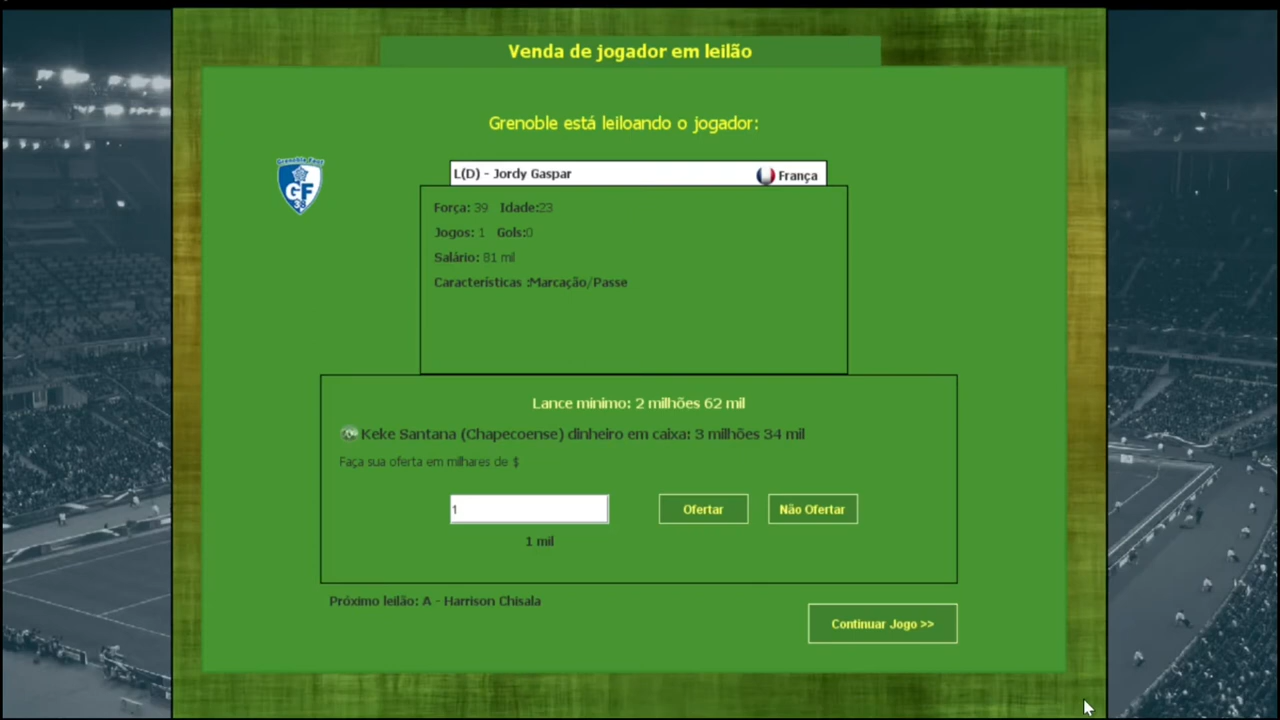 Venda de jogador em leilão
Grenoble está leiloando o jogador:
GF
38
L(D) - Jordy Gaspar
França
Força: 39 Idade:23
Jogos: 1 Gols:0
Salário: 81 mil
Características :Marcação/Passe
Lance mínimo: 2 milhões 62 mil
Keke Santana (Chapecoense) dinheiro em caixa: 3 milhões 34 mil
Faça sua oferta em milhares de $
1
Ofertar
Não Ofertar
1 mil
Próximo leilão: A - Harrison Chisala
Continuar Jogo >>